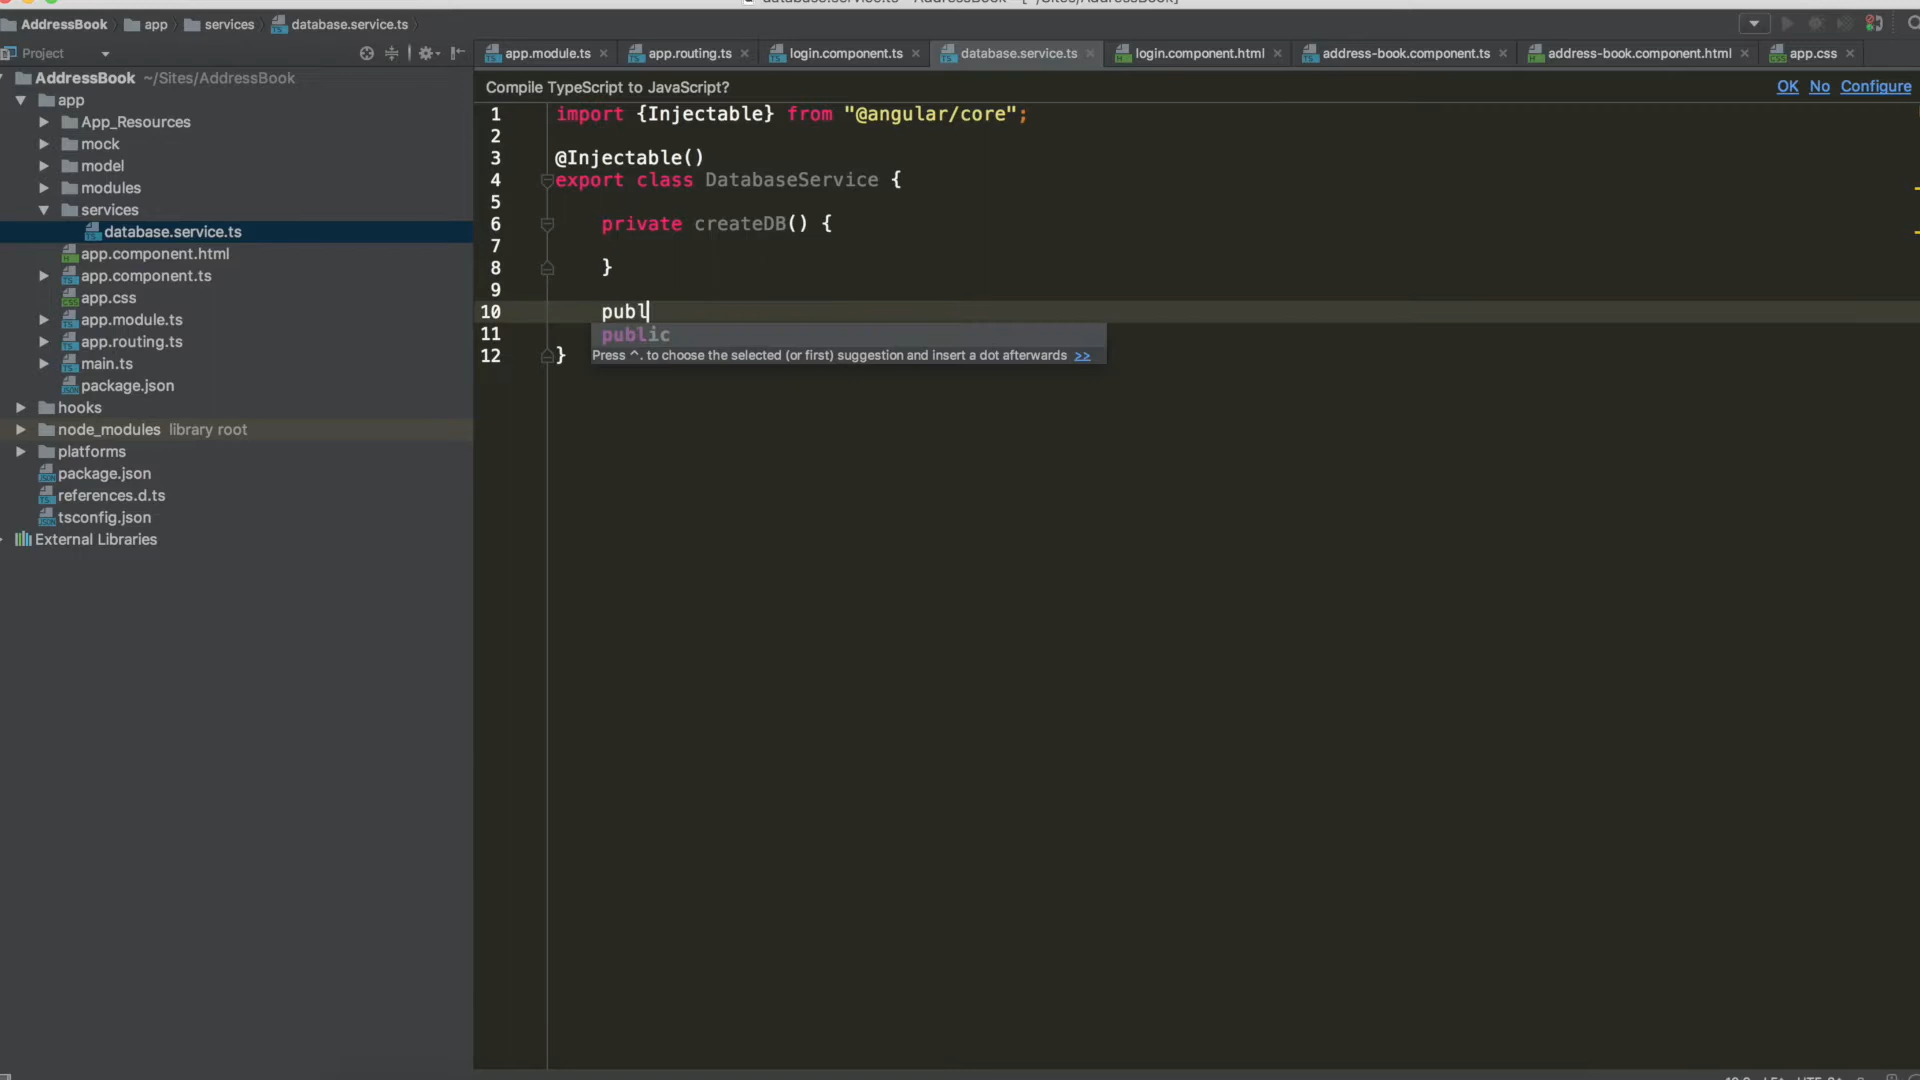 AddressBook app services database.service.ts
Project
app.module.ts app.routing.ts login.component.ts database.service.ts login.component.html address-book.component.ts address-book.component.html app.css
AddressBook ~/Sites/AddressBook
app
App_Resources
mock
model
modules
services
database.service.ts
app.component.html
app.component.ts
app.css
app.module.ts
app.routing.ts
main.ts
package.json
hooks
node_modules library root
platforms
package.json
references.d.ts
tsconfig.json
External Libraries
Compile TypeScript to JavaScript? OK No Configure
1 import {Injectable} from "@angular/core";
2
3 @Injectable()
4 export class DatabaseService {
5
6 private createDB() {
7
8 }
9
10 publ
11 public
12 } Press ^. to choose the selected (or first) suggestion and insert a dot afterwards >>